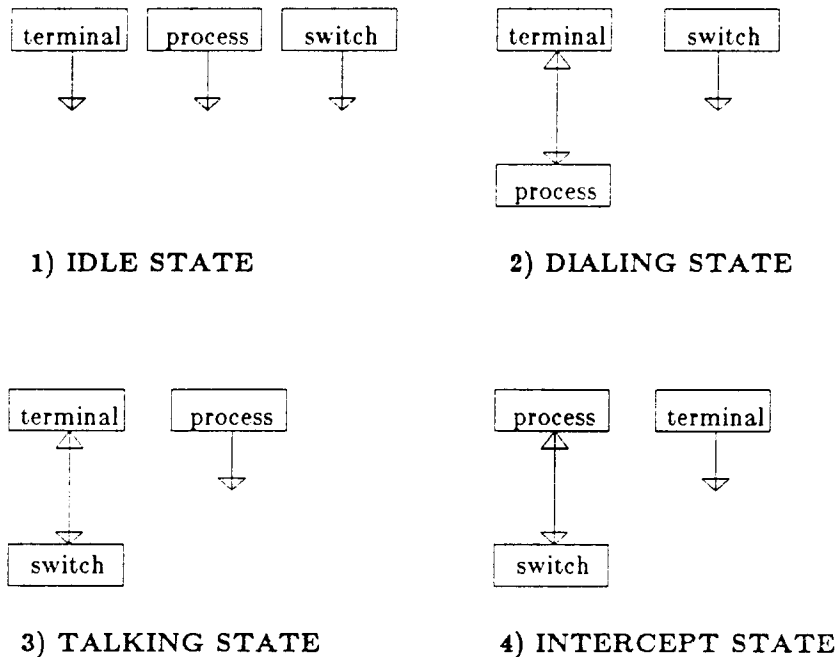 terminal process switch
1) IDLE STATE
terminal switch
process
2) DIALING STATE
terminal process
switch
3) TALKING STATE
process terminal
switch
4) INTERCEPT STATE